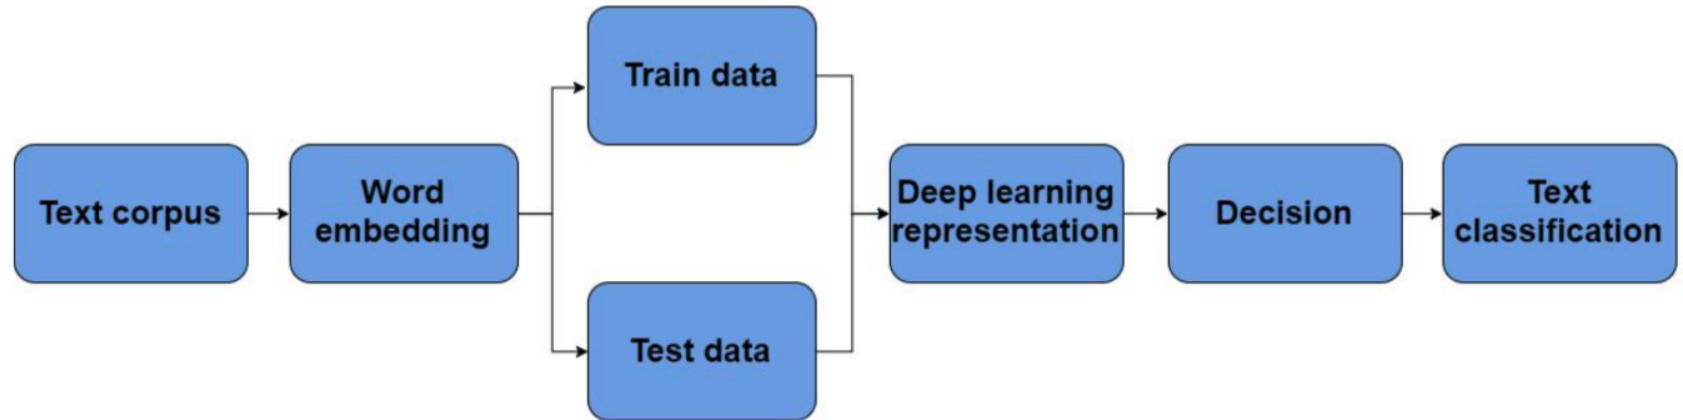 Text corpus
Word
embedding
Train data
Test data
Deep learning
representation
Decision
Text
classification